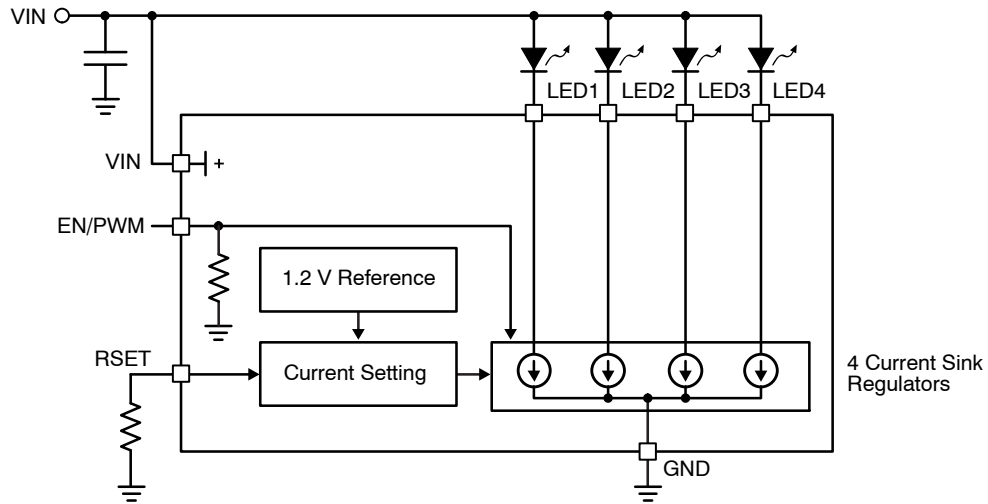 VIN
LED1
LED2
LED3
LED4
VIN
+
EN/PWM
1.2 V Reference
RSET
Current Setting
4 Current Sink
Regulators
GND